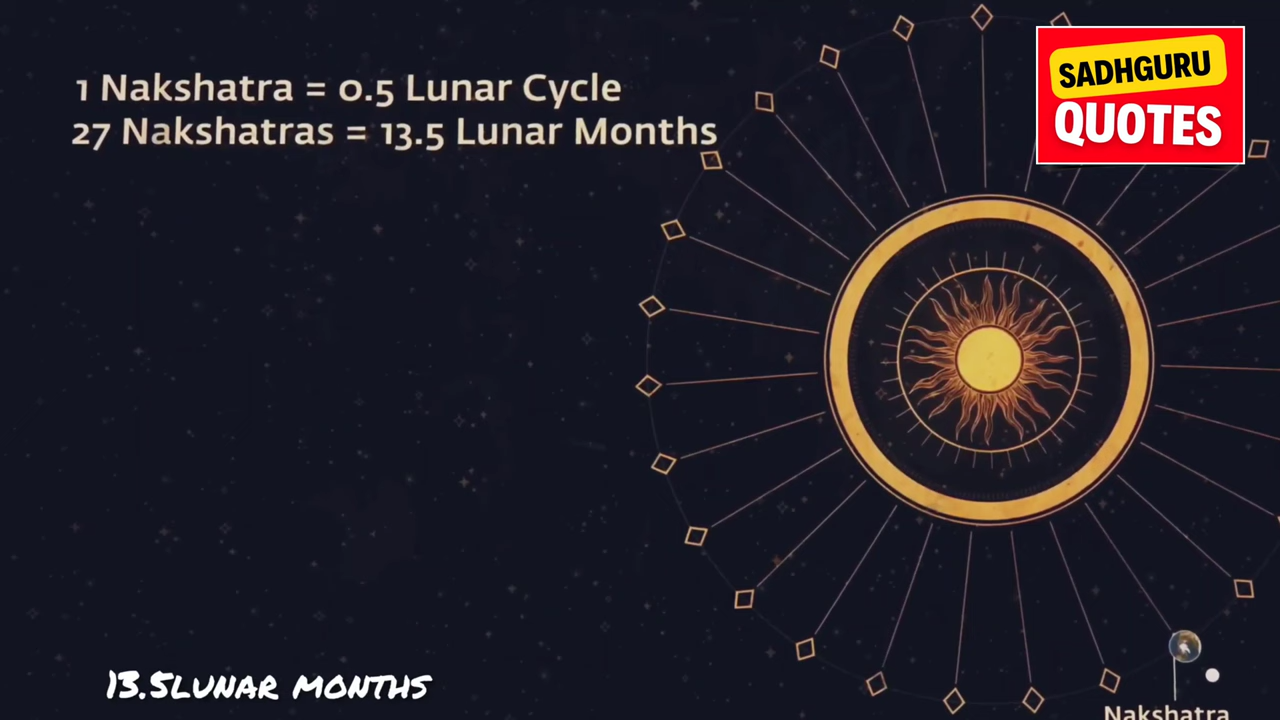 1 Nakshatra = 0.5 Lunar Cycle
27 Nakshatras = 13.5 Lunar Months
SADHGURU
QUOTES
13.5LUNAR MONTHS
Nakshatra